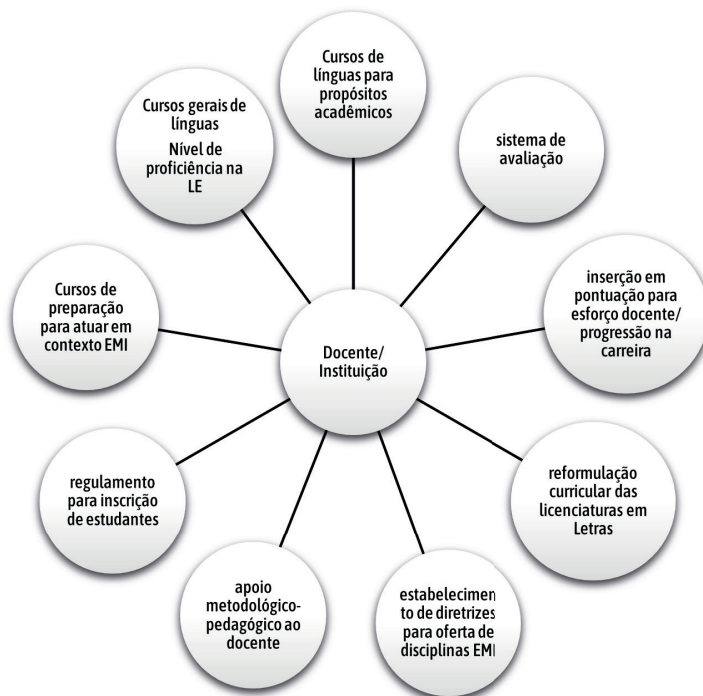 Cursos de
línguas para
propósitos
acadêmicos
sistema de
avaliação
inserção em
pontuação para
esforço docente/
progressão na
carreira
reformulação
curricular das
licenciaturas em
Letras
estabelecimen
to de diretrizes
para oferta de
disciplinas EMI
apoio
metodológico-
pedagógico ao
docente
regulamento
para inscrição
de estudantes
Cursos de
preparação
para atuar em
contexto EMI
Cursos gerais de
línguas
Nível de
proficiência na
LE
Docente/
Instituição